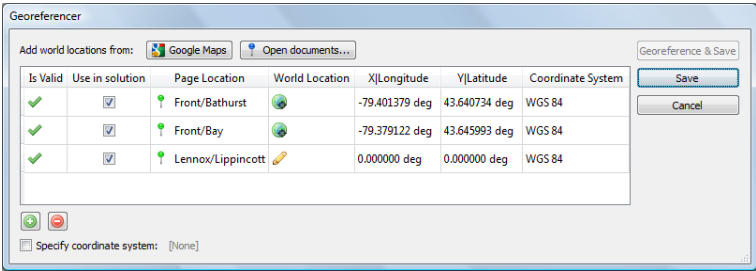 Georeferencer
Add world locations from: Google Maps Open documents... Georeference & Save
Is Valid Use in solution Page Location World Location X|Longitude Y|Latitude Coordinate System Save
Front/Bathurst -79.401379 deg 43.640734 deg WGS 84 Cancel
Front/Bay -79.379122 deg 43.645993 deg WGS 84
Lennox/Lippincott 0.000000 deg 0.000000 deg WGS 84
Specify coordinate system: [None]